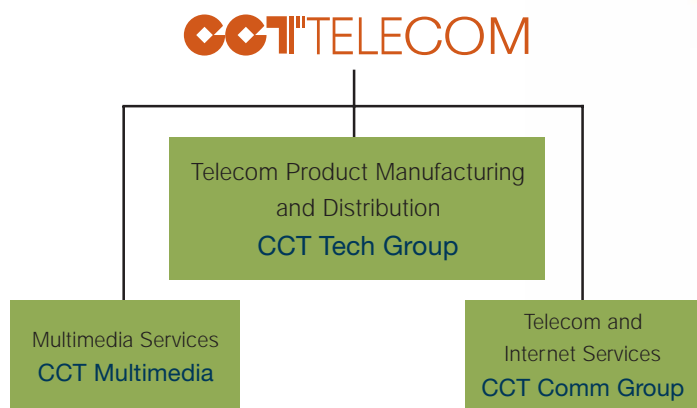 CCT TELECOM
Telecom Product Manufacturing
and Distribution
CCT Tech Group
Multimedia Services
CCT Multimedia
Telecom and
Internet Services
CCT Comm Group